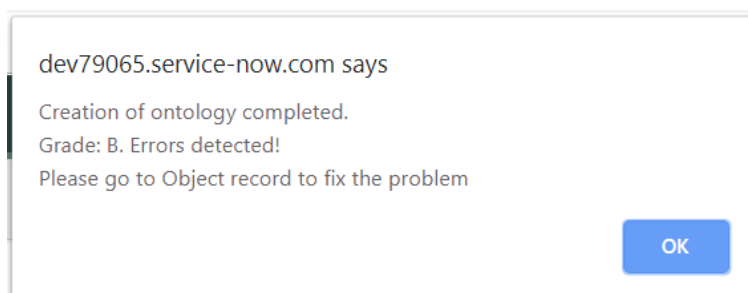 dev79065.service-now.com says
Creation of ontology completed.
Grade: B. Errors detected!
Please go to Object record to fix the problem
OK